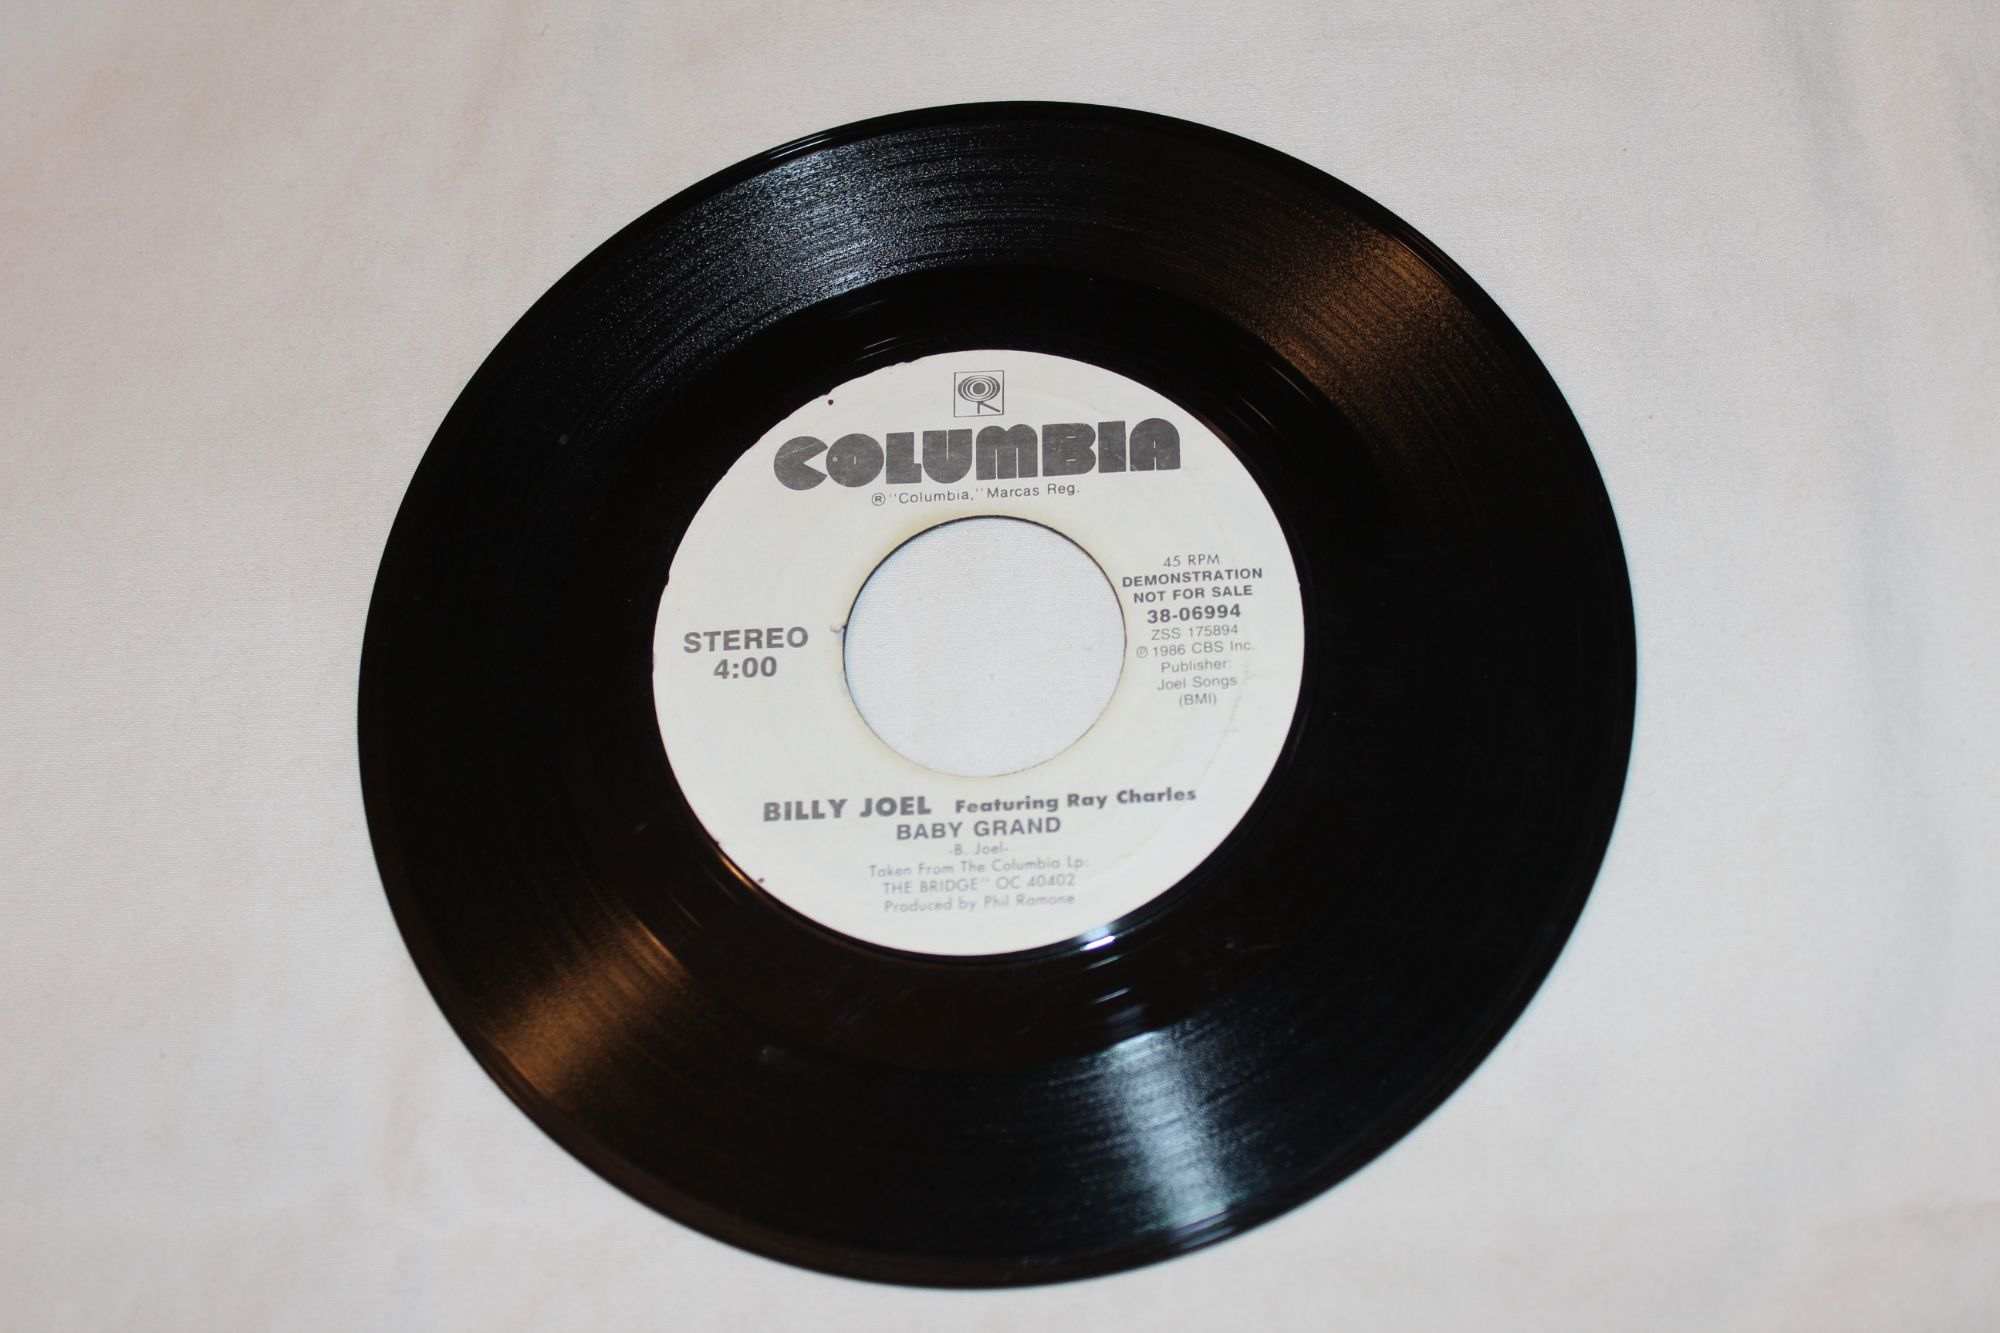 COLUMBIA
® "Columbia," Marcas Reg.
STEREO
4:00
45 RPM
DEMONSTRATION
NOT FOR SALE
38-06994
ZSS 175894
℗ 1986 CBS Inc.
Publisher:
Joel Songs
(BMI)
BILLY JOEL Featuring Ray Charles
BABY GRAND
-B. Joel-
Taken From The Columbia Lp:
THE BRIDGE" OC 40402
Produced by Phil Ramone